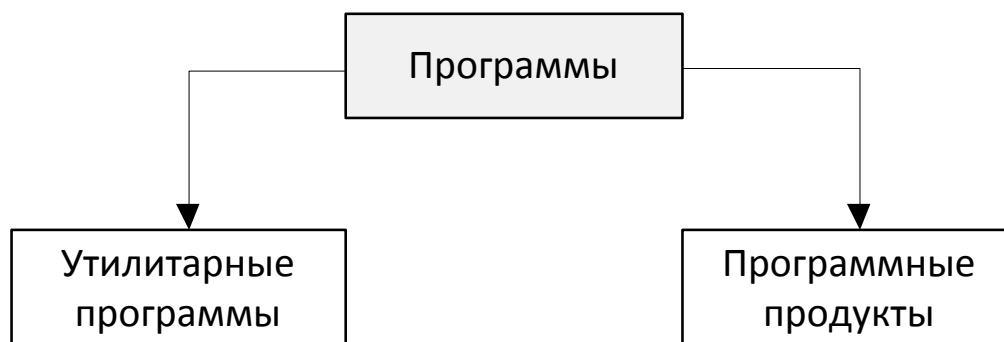 Программы
Утилитарные
программы
Программные
продукты